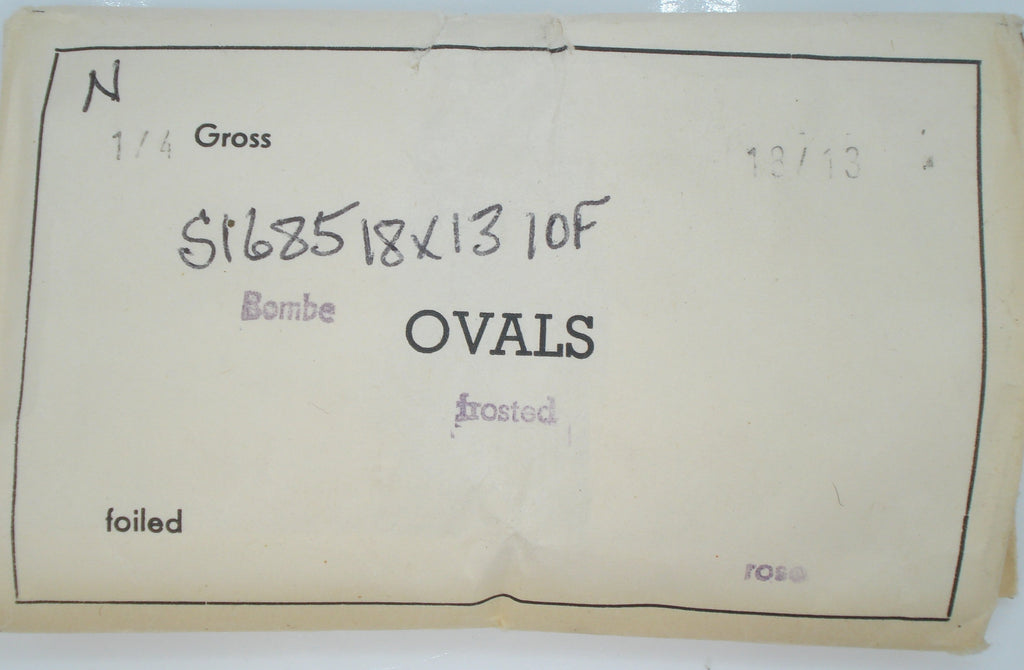 N
1/4 Gross 18/13
S1685 18x13 10F
Bombe
OVALS
frosted
foiled
rose